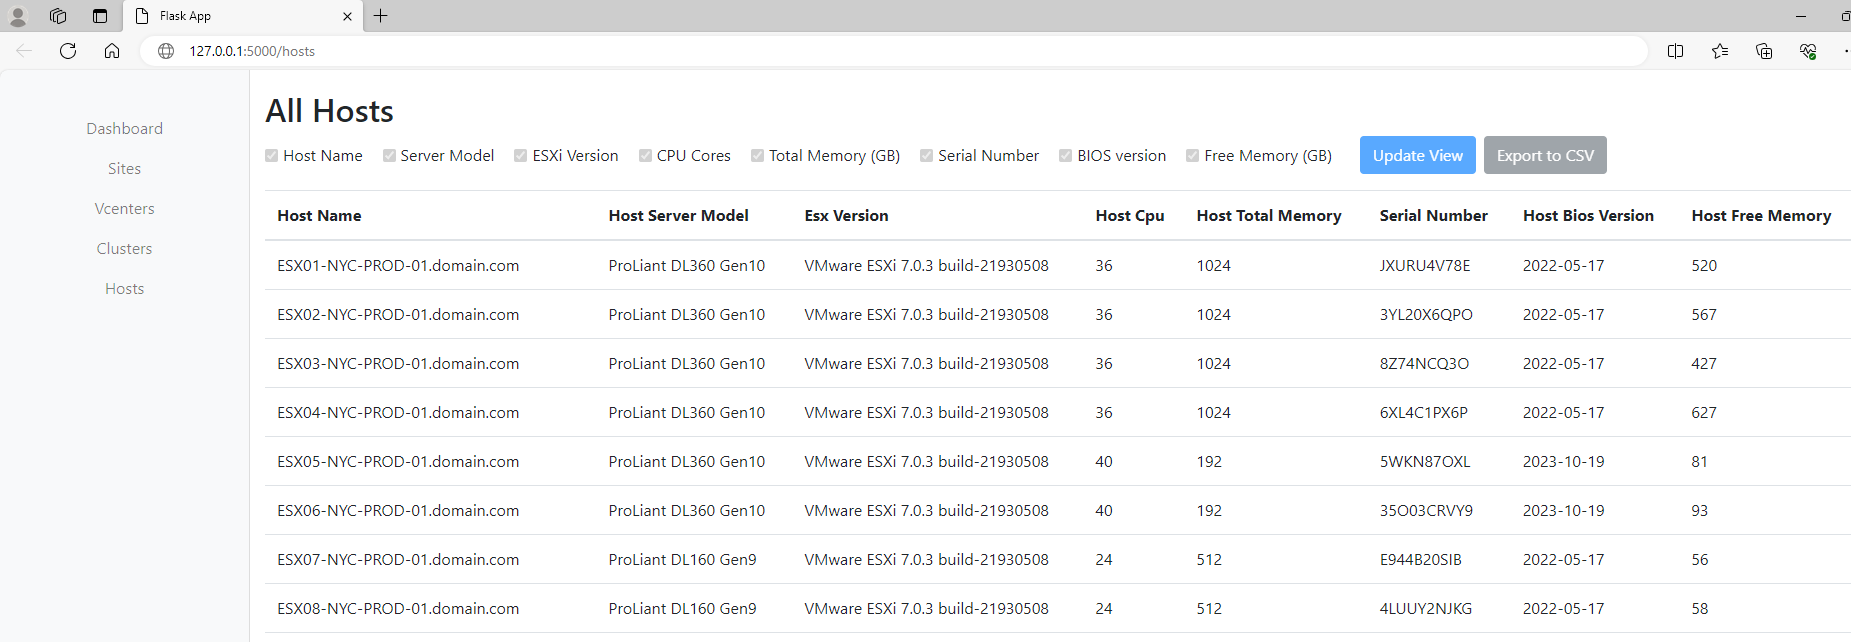 Flask App
127.0.0.1:5000/hosts
Dashboard
Sites
Vcenters
Clusters
Hosts
All Hosts
Host Name Server Model ESXi Version CPU Cores Total Memory (GB) Serial Number BIOS version Free Memory (GB) Update View Export to CSV
Host Name Host Server Model Esx Version Host Cpu Host Total Memory Serial Number Host Bios Version Host Free Memory
ESX01-NYC-PROD-01.domain.com ProLiant DL360 Gen10 VMware ESXi 7.0.3 build-21930508 36 1024 JXURU4V78E 2022-05-17 520
ESX02-NYC-PROD-01.domain.com ProLiant DL360 Gen10 VMware ESXi 7.0.3 build-21930508 36 1024 3YL20X6QPO 2022-05-17 567
ESX03-NYC-PROD-01.domain.com ProLiant DL360 Gen10 VMware ESXi 7.0.3 build-21930508 36 1024 8Z74NCQ3O 2022-05-17 427
ESX04-NYC-PROD-01.domain.com ProLiant DL360 Gen10 VMware ESXi 7.0.3 build-21930508 36 1024 6XL4C1PX6P 2022-05-17 627
ESX05-NYC-PROD-01.domain.com ProLiant DL360 Gen10 VMware ESXi 7.0.3 build-21930508 40 192 5WKN87OXL 2023-10-19 81
ESX06-NYC-PROD-01.domain.com ProLiant DL360 Gen10 VMware ESXi 7.0.3 build-21930508 40 192 35O03CRVY9 2023-10-19 93
ESX07-NYC-PROD-01.domain.com ProLiant DL160 Gen9 VMware ESXi 7.0.3 build-21930508 24 512 E944B20SIB 2022-05-17 56
ESX08-NYC-PROD-01.domain.com ProLiant DL160 Gen9 VMware ESXi 7.0.3 build-21930508 24 512 4LUUY2NJKG 2022-05-17 58